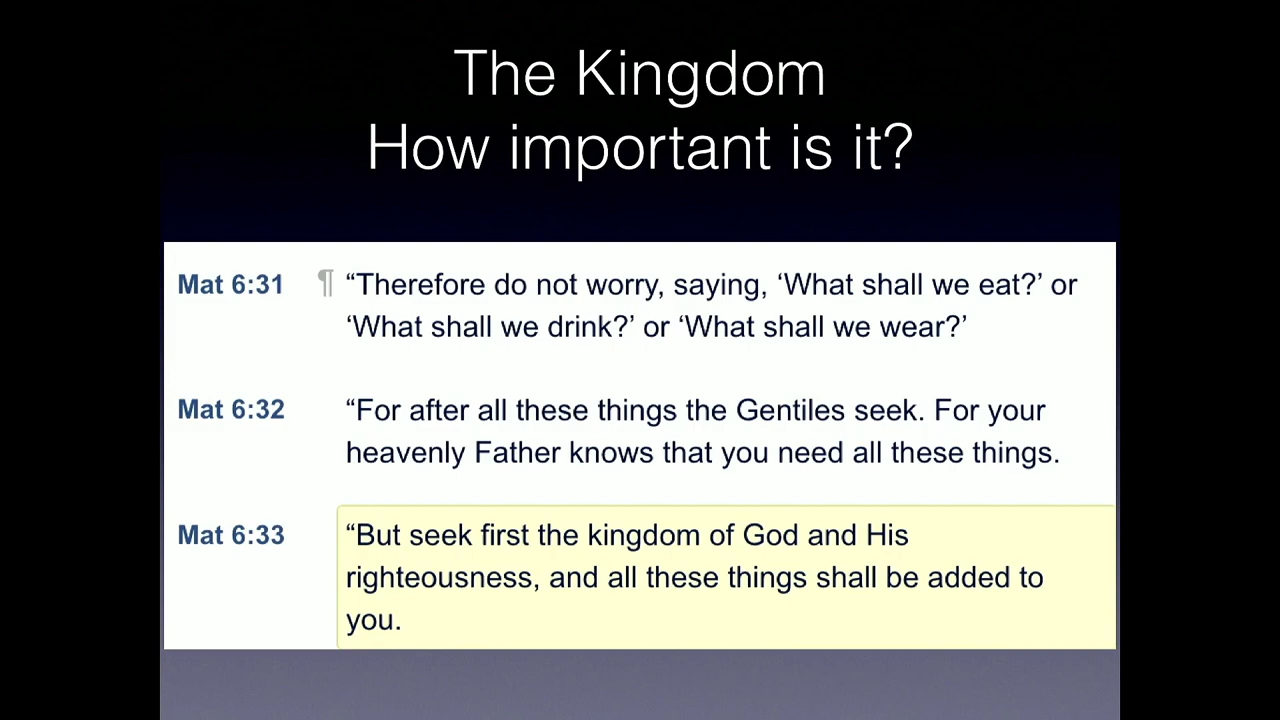 The Kingdom
How important is it?
Mat 6:31 ¶ “Therefore do not worry, saying, ‘What shall we eat?’ or
‘What shall we drink?’ or ‘What shall we wear?’
Mat 6:32 “For after all these things the Gentiles seek. For your
heavenly Father knows that you need all these things.
Mat 6:33 “But seek first the kingdom of God and His
righteousness, and all these things shall be added to
you.